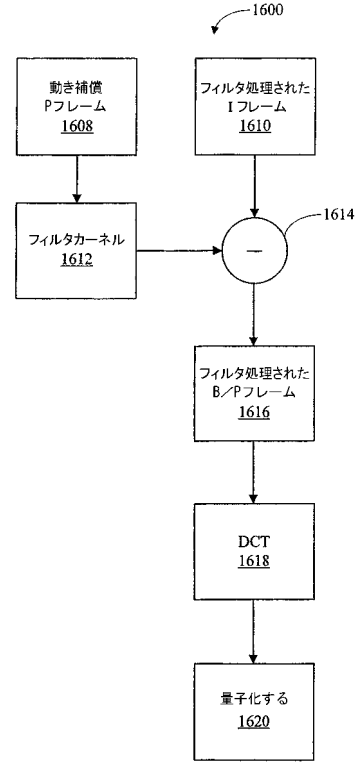 1600
動き補償
Pフレーム
1608
フィルタ処理された
Iフレーム
1610
フィルタカーネル
1612
1614
—
フィルタ処理された
B／Pフレーム
1616
DCT
1618
量子化する
1620